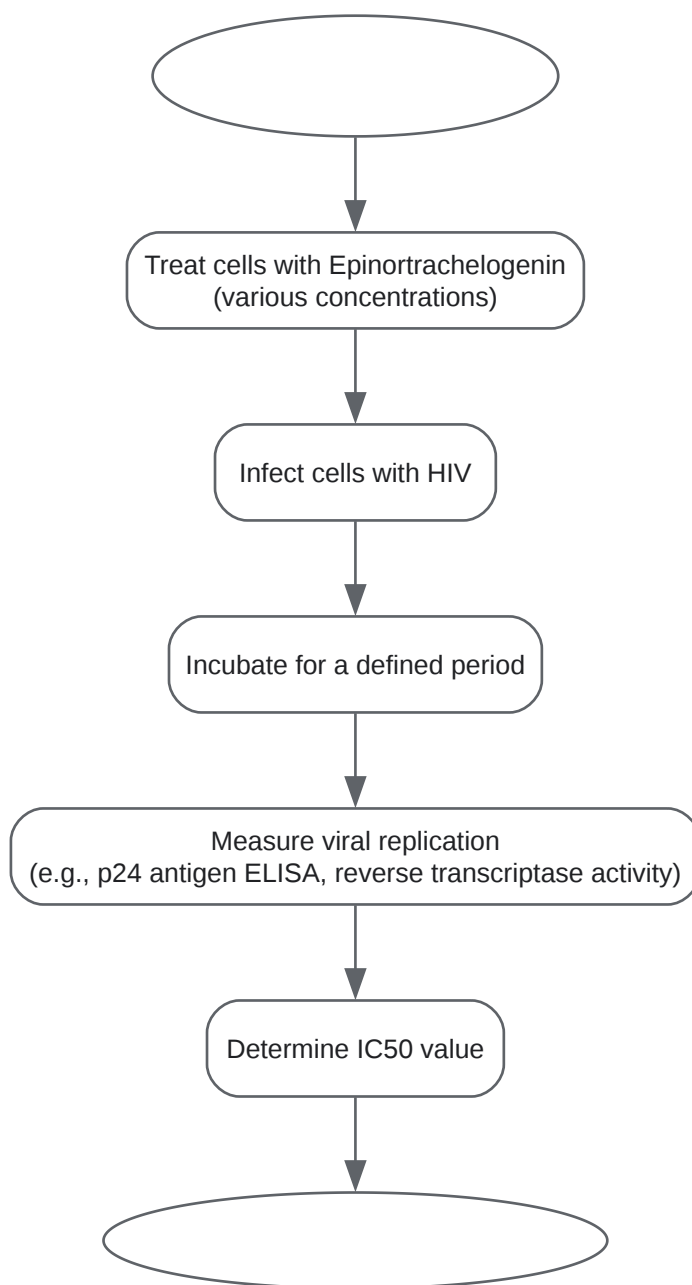 Treat cells with Epinortrachelogenin
(various concentrations)
Infect cells with HIV
Incubate for a defined period
Measure viral replication
(e.g., p24 antigen ELISA, reverse transcriptase activity)
Determine IC50 value